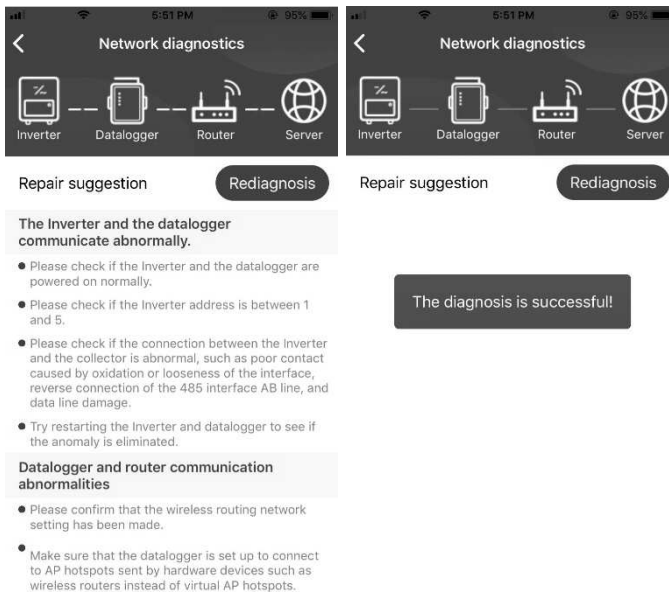 5:51 PM
95%
Network diagnostics
Inverter
Datalogger
Router
Server
Repair suggestion
Rediagnosis
The Inverter and the datalogger
communicate abnormally.
Please check if the Inverter and the datalogger are
powered on normally.
Please check if the Inverter address is between 1
and 5.
Please check if the connection between the Inverter
and the collector is abnormal, such as poor contact
caused by oxidation or looseness of the interface,
reverse connection of the 485 interface AB line, and
data line damage.
Try restarting the Inverter and datalogger to see if
the anomaly is eliminated.
Datalogger and router communication
abnormalities
Please confirm that the wireless routing network
setting has been made.
Make sure that the datalogger is set up to connect
to AP hotspots sent by hardware devices such as
wireless routers instead of virtual AP hotspots.
5:51 PM
95%
Network diagnostics
Inverter
Datalogger
Router
Server
Repair suggestion
Rediagnosis
The diagnosis is successful!